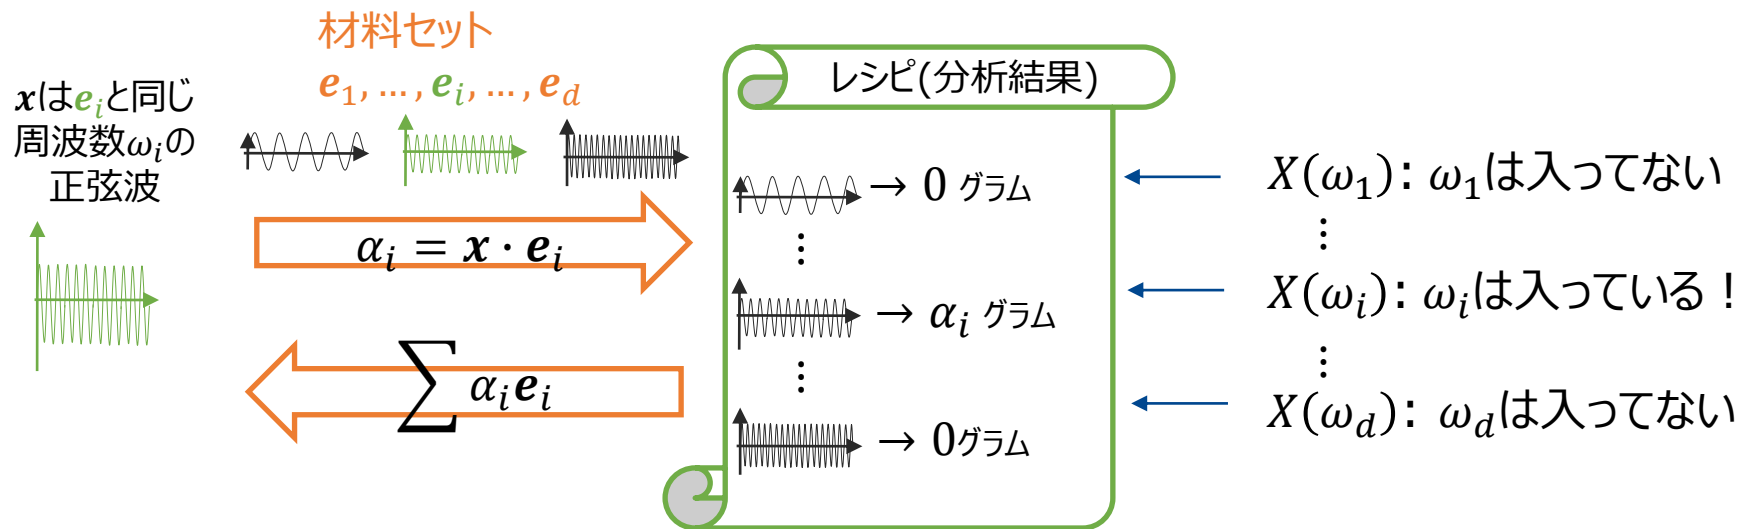 材料セット
e₁, …, eᵢ, …, e_d
xはeᵢと同じ
周波数ωᵢの
正弦波
αᵢ = x · eᵢ
∑ αᵢeᵢ
レシピ(分析結果)
→ 0 グラム
⋮
→ αᵢ グラム
⋮
→ 0グラム
X(ω₁): ω₁は入ってない
⋮
X(ωᵢ): ωᵢは入っている！
⋮
X(ω_d): ω_dは入ってない